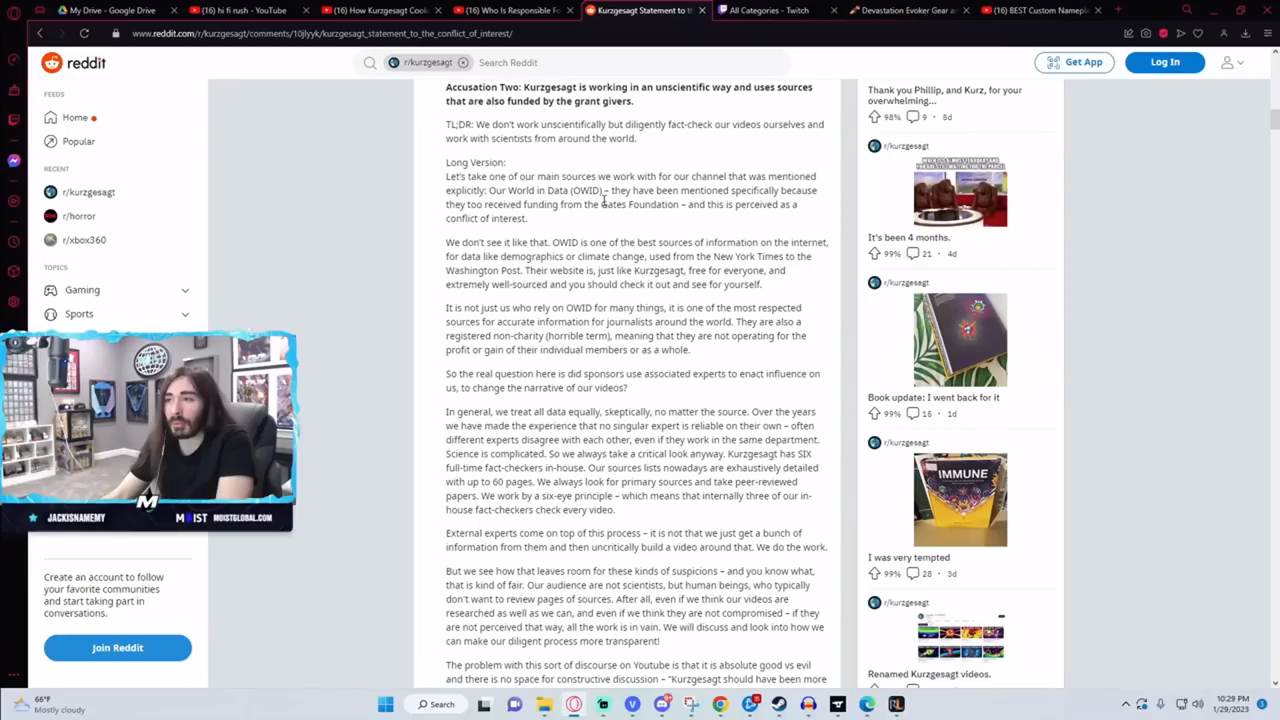 (16) My Drive - Google Drive
(16) hi fi rush - YouTube
(16) How Kurzgesagt Cook
(16) Who Is Responsible Fo
Kurzgesagt Statement to th
All Categories - Twitch
Devastation Evoker Gear an
(16) BEST Custom Namepl
www.reddit.com/r/kurzgesagt/comments/10jlyyk/kurzgesagt_statement_to_the_conflict_of_interest/
reddit
r/kurzgesagt
Search Reddit
Get App
Log In
FEEDS
Home
Popular
RECENT
r/kurzgesagt
r/horror
r/xbox360
TOPICS
Gaming
Sports
JACKISNAMEMY
MOIST
MOISTGLOBAL.COM
Create an account to follow
your favorite communities
and start taking part in
conversations.
Join Reddit
Accusation Two: Kurzgesagt is working in an unscientific way and uses sources
that are also funded by the grant givers.
TL;DR: We don't work unscientifically but diligently fact-check our videos ourselves and
work with scientists from around the world.
Long Version:
Let's take one of our main sources we work with for our channel that was mentioned
explicitly: Our World in Data (OWID) – they have been mentioned specifically because
they too received funding from the Gates Foundation – and this is perceived as a
conflict of interest.
We don't see it like that. OWID is one of the best sources of information on the internet,
for data like demographics or climate change, used from the New York Times to the
Washington Post. Their website is, just like Kurzgesagt, free for everyone, and
extremely well-sourced and you should check it out and see for yourself.
It is not just us who rely on OWID for many things, it is one of the most respected
sources for accurate information for journalists around the world. They are also a
registered non-charity (horrible term), meaning that they are not operating for the
profit or gain of their individual members or as a whole.
So the real question here is did sponsors use associated experts to enact influence on
us, to change the narrative of our videos?
In general, we treat all data equally, skeptically, no matter the source. Over the years
we have made the experience that no singular expert is reliable on their own – often
different experts disagree with each other, even if they work in the same department.
Science is complicated. So we always take a critical look anyway. Kurzgesagt has SIX
full-time fact-checkers in-house. Our sources lists nowadays are exhaustively detailed
with up to 60 pages. We always look for primary sources and take peer-reviewed
papers. We work by a six-eye principle – which means that internally three of our in-
house fact-checkers check every video.
External experts come on top of this process – it is not that we just get a bunch of
information from them and then uncritically build a video around that. We do the work.
But we see how that leaves room for these kinds of suspicions – and you know what,
that is kind of fair. Our audience are not scientists, but human beings, who typically
don't want to review pages of sources. After all, even if we think our videos are
researched as well as we can, and even if we think they are not compromised – if they
are not perceived that way, all the work is in vain. We will discuss and look into how we
can make our diligent process more transparent!
The problem with this sort of discourse on Youtube is that it is absolute good vs evil
and there is no space for constructive discussion – "Kurzgesagt should have been more
Thank you Phillip, and Kurz, for your
overwhelming...
98% 9 · 5d
r/kurzgesagt
It's been 4 months.
99% 21 · 4d
r/kurzgesagt
Book update: I went back for it
99% 15 · 1d
r/kurzgesagt
IMMUNE
I was very tempted
99% 28 · 3d
r/kurzgesagt
Renamed Kurzgesagt videos.
66°F
Mostly cloudy
Search
10:29 PM
1/29/2023